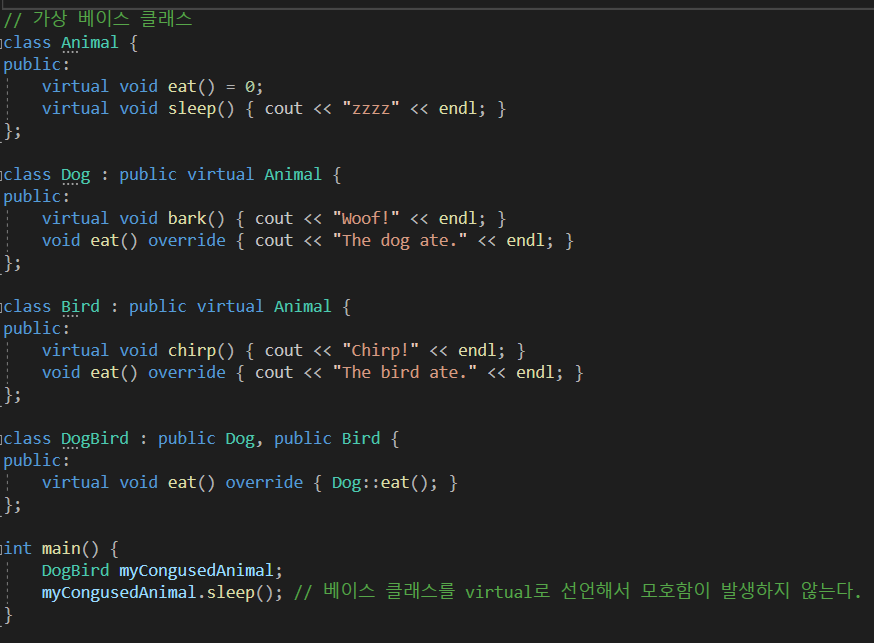 // 가상 베이스 클래스
class Animal {
public:
    virtual void eat() = 0;
    virtual void sleep() { cout << "zzzz" << endl; }
};

class Dog : public virtual Animal {
public:
    virtual void bark() { cout << "Woof!" << endl; }
    void eat() override { cout << "The dog ate." << endl; }
};

class Bird : public virtual Animal {
public:
    virtual void chirp() { cout << "Chirp!" << endl; }
    void eat() override { cout << "The bird ate." << endl; }
};

class DogBird : public Dog, public Bird {
public:
    virtual void eat() override { Dog::eat(); }
};

int main() {
    DogBird myCongusedAnimal;
    myCongusedAnimal.sleep(); // 베이스 클래스를 virtual로 선언해서 모호함이 발생하지 않는다.
}